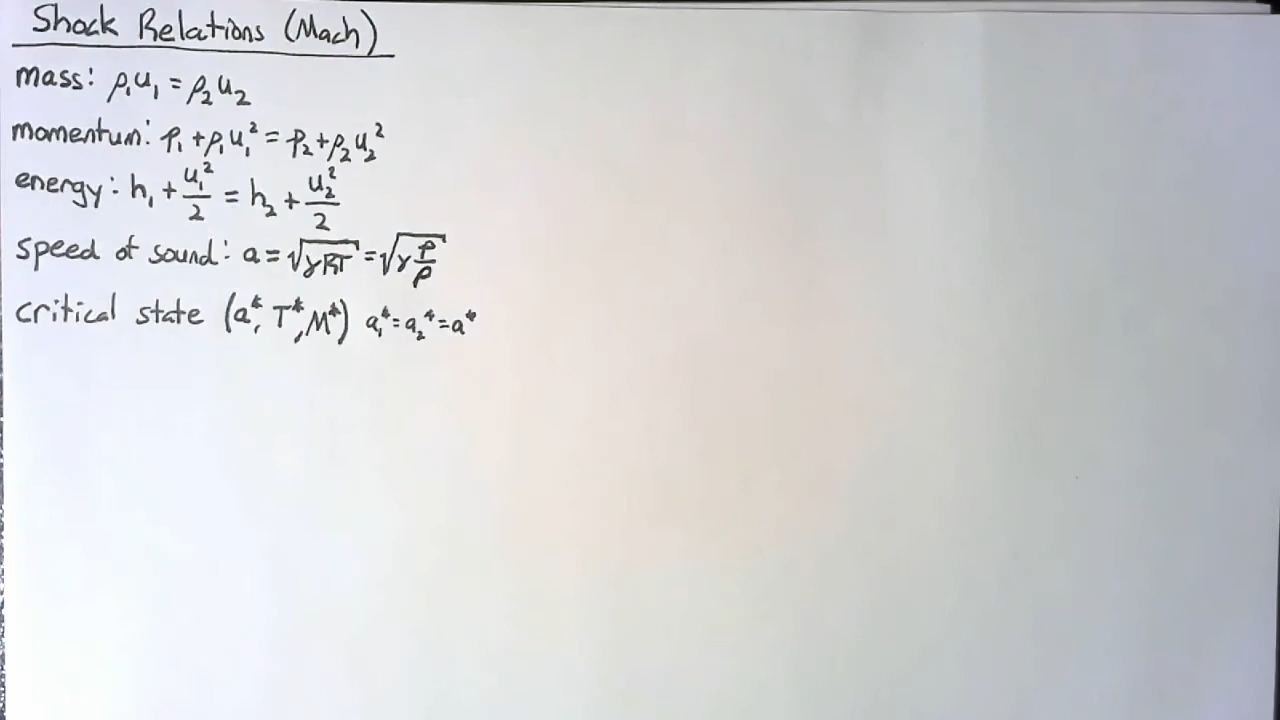 Shock Relations (Mach)
mass: ρ₁u₁ = ρ₂u₂
momentum: p₁ + ρ₁u₁² = p₂ + ρ₂u₂²
energy: h₁ + u₁²/2 = h₂ + u₂²/2
speed of sound: a = √(γRT) = √(γ p/ρ)
critical state (a*, T*, M*) a₁* = a₂* = a*